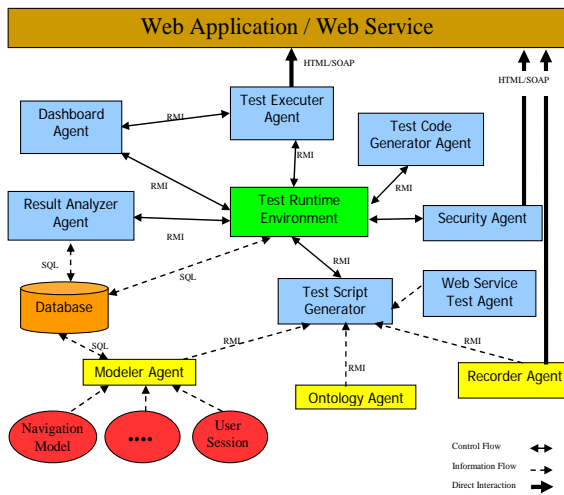 Web Application / Web Service
HTML/SOAP
HTML/SOAP
Dashboard
Agent
RMI
Test Executer
Agent
Test Code
Generator Agent
RMI
RMI
RMI
Result Analyzer
Agent
RMI
Test Runtime
Environment
Security Agent
SQL
SQL
RMI
Database
Test Script
Generator
Web Service
Test Agent
SQL
RMI
RMI
RMI
Modeler Agent
Ontology Agent
Recorder Agent
Navigation
Model
....
User
Session
Control Flow
Information Flow
Direct Interaction